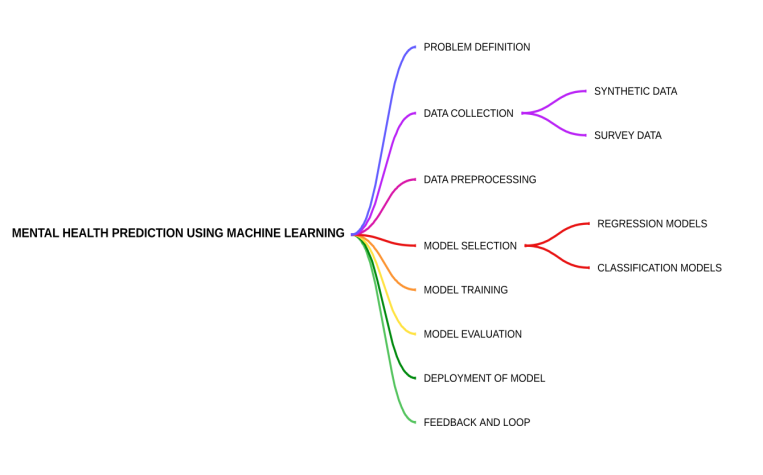 PROBLEM DEFINITION
DATA COLLECTION
SYNTHETIC DATA
SURVEY DATA
DATA PREPROCESSING
MENTAL HEALTH PREDICTION USING MACHINE LEARNING
MODEL SELECTION
REGRESSION MODELS
CLASSIFICATION MODELS
MODEL TRAINING
MODEL EVALUATION
DEPLOYMENT OF MODEL
FEEDBACK AND LOOP